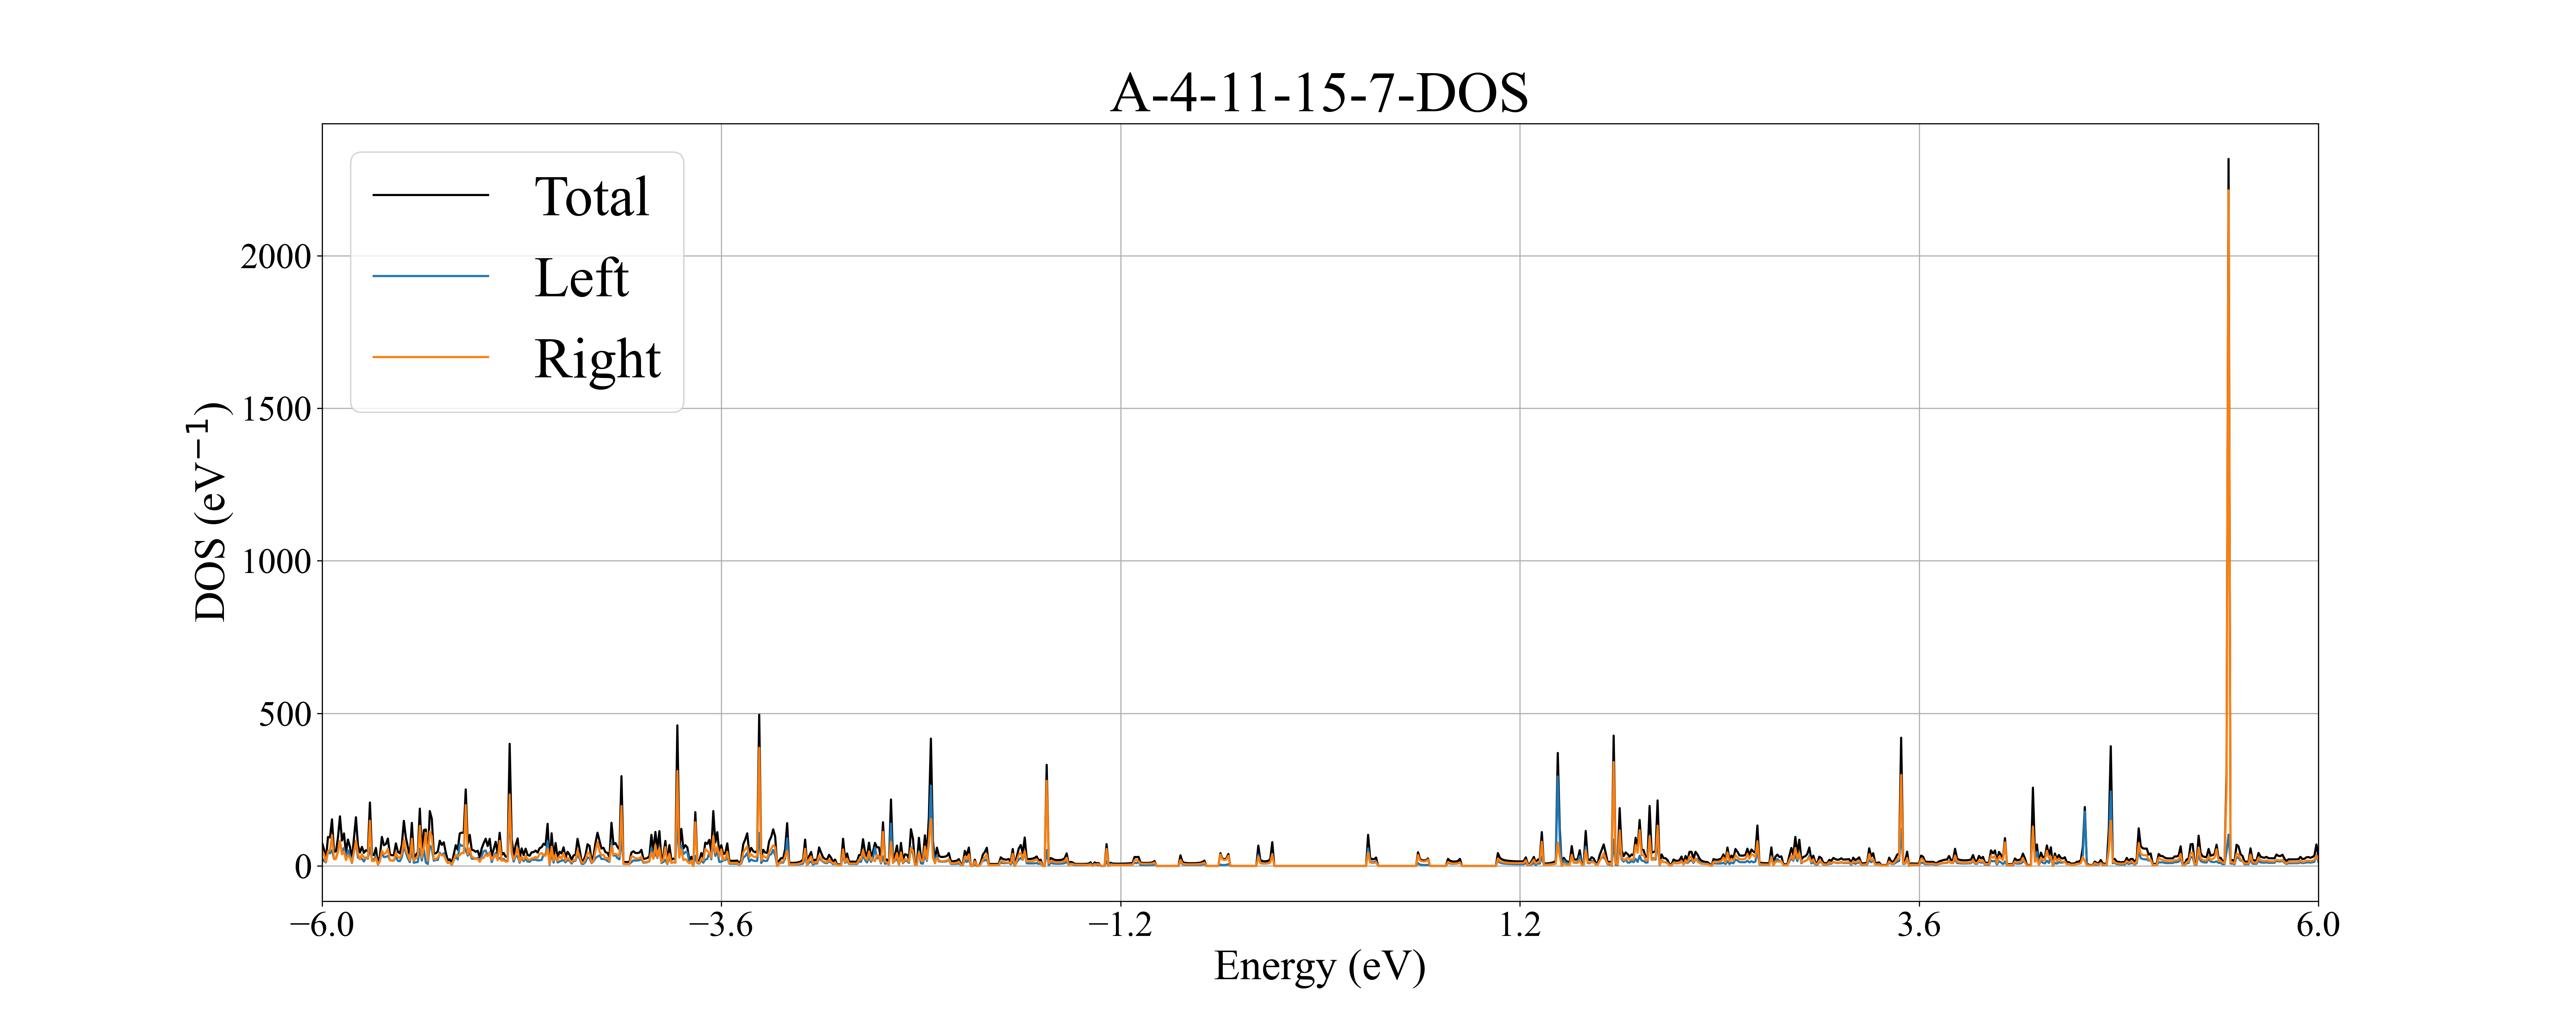 A-4-11-15-7-DOS
Total
Left
Right
DOS (eV⁻¹)
2000
1500
1000
500
0
−6.0
−3.6
−1.2
1.2
3.6
6.0
Energy (eV)